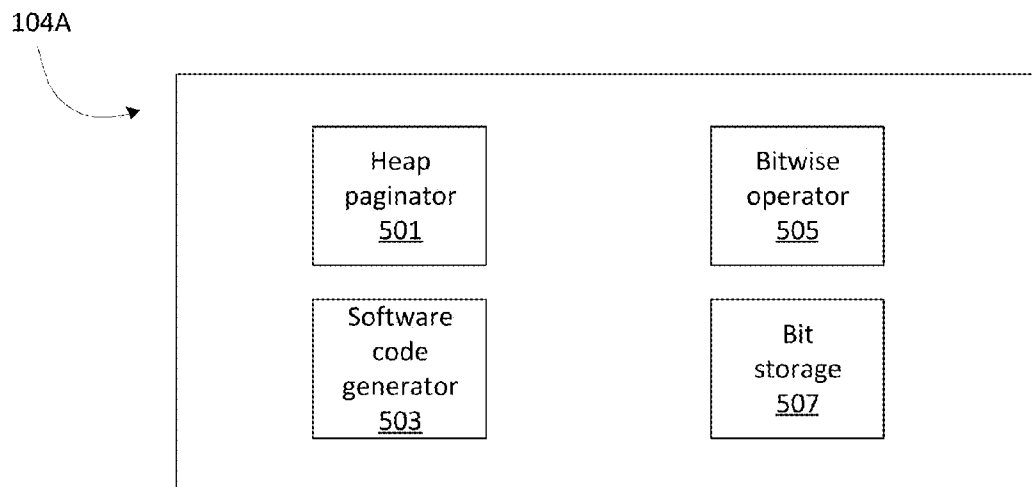 104A
Heap
paginator
501
Bitwise
operator
505
Software
code
generator
503
Bit
storage
507